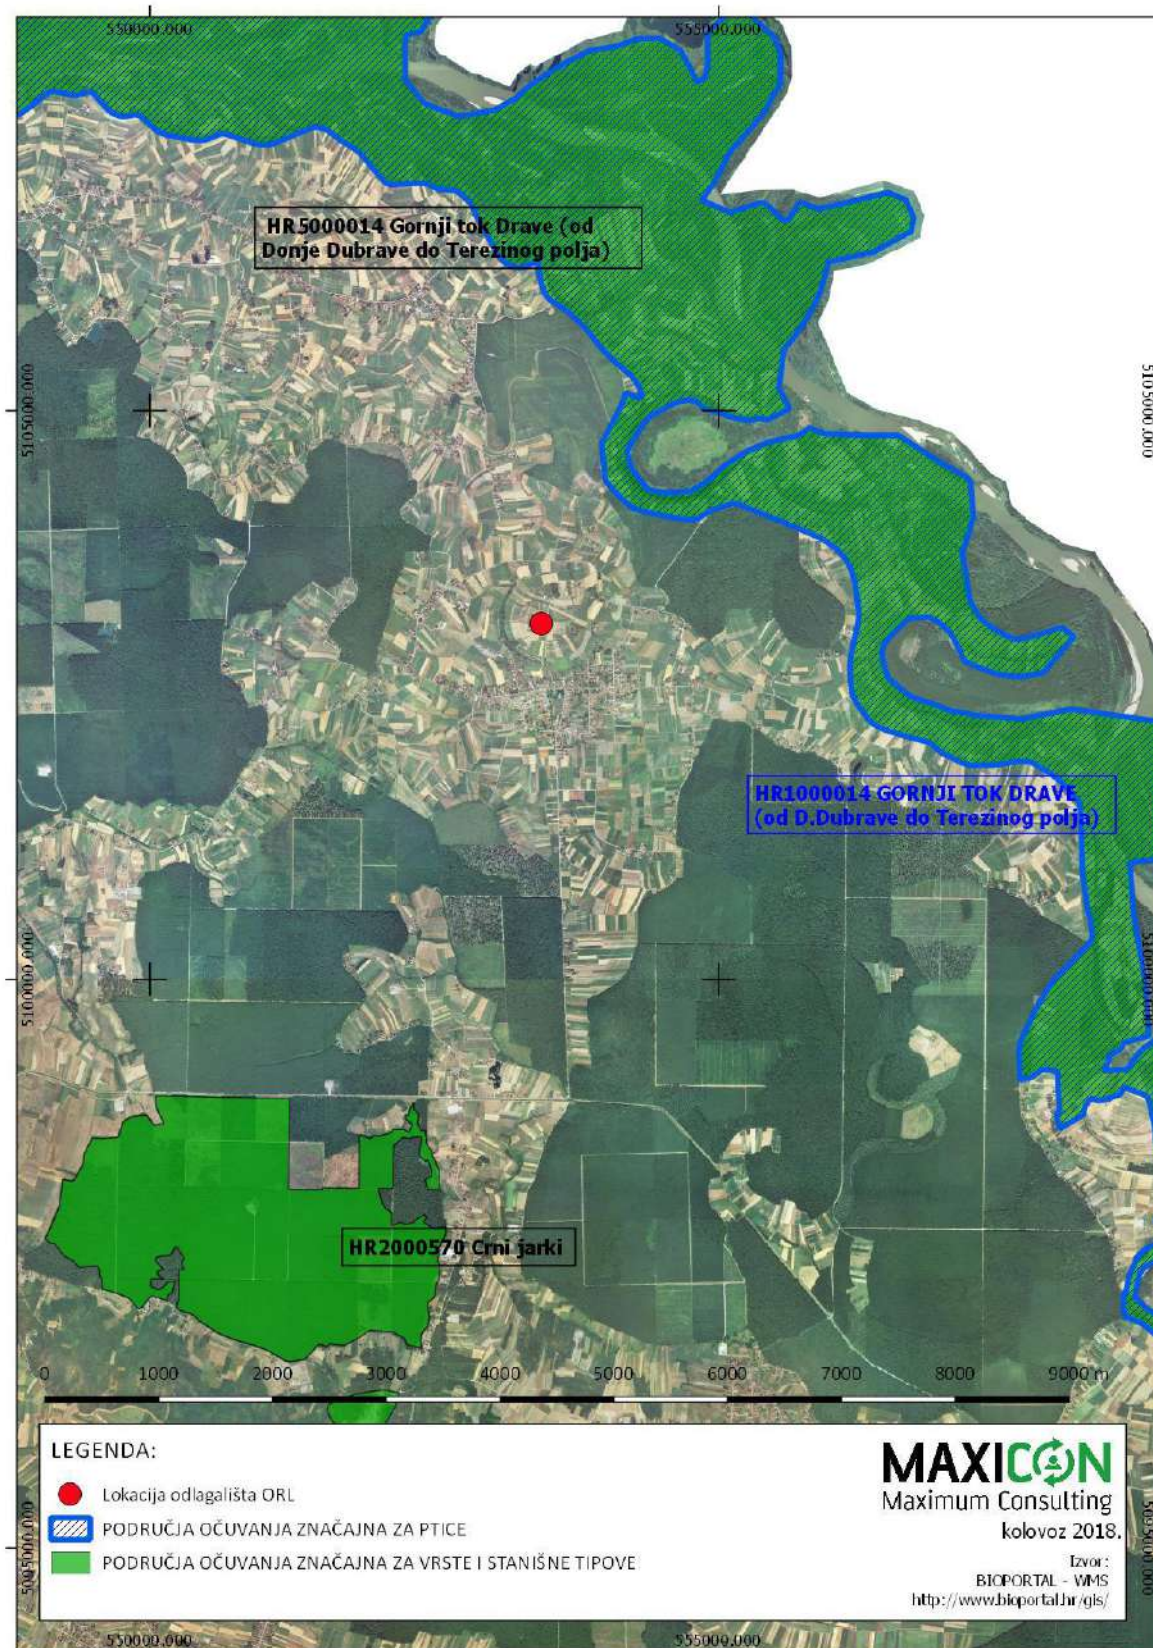 550000.000
555000.000
HR5000014 Gornji tok Drave (od
Donje Dubrave do Terezinog polja)
5105000.000
5105000.000
HR1000014 GORNJI TOK DRAVE
(od D.Dubrave do Terezinog polja)
5100000.000
5100000.000
HR2000570 Crni jarki
0 1000 2000 3000 4000 5000 6000 7000 8000 9000 m
LEGENDA:
Lokacija odlagališta ORL
PODRUČJA OČUVANJA ZNAČAJNA ZA PTICE
PODRUČJA OČUVANJA ZNAČAJNA ZA VRSTE I STANIŠNE TIPOVE
MAXICON
Maximum Consulting
kolovoz 2018.
Izvor:
BIOPORTAL - WMS
http://www.bioportal.hr/gis/
5095000.000
5095000.000
550000.000
555000.000